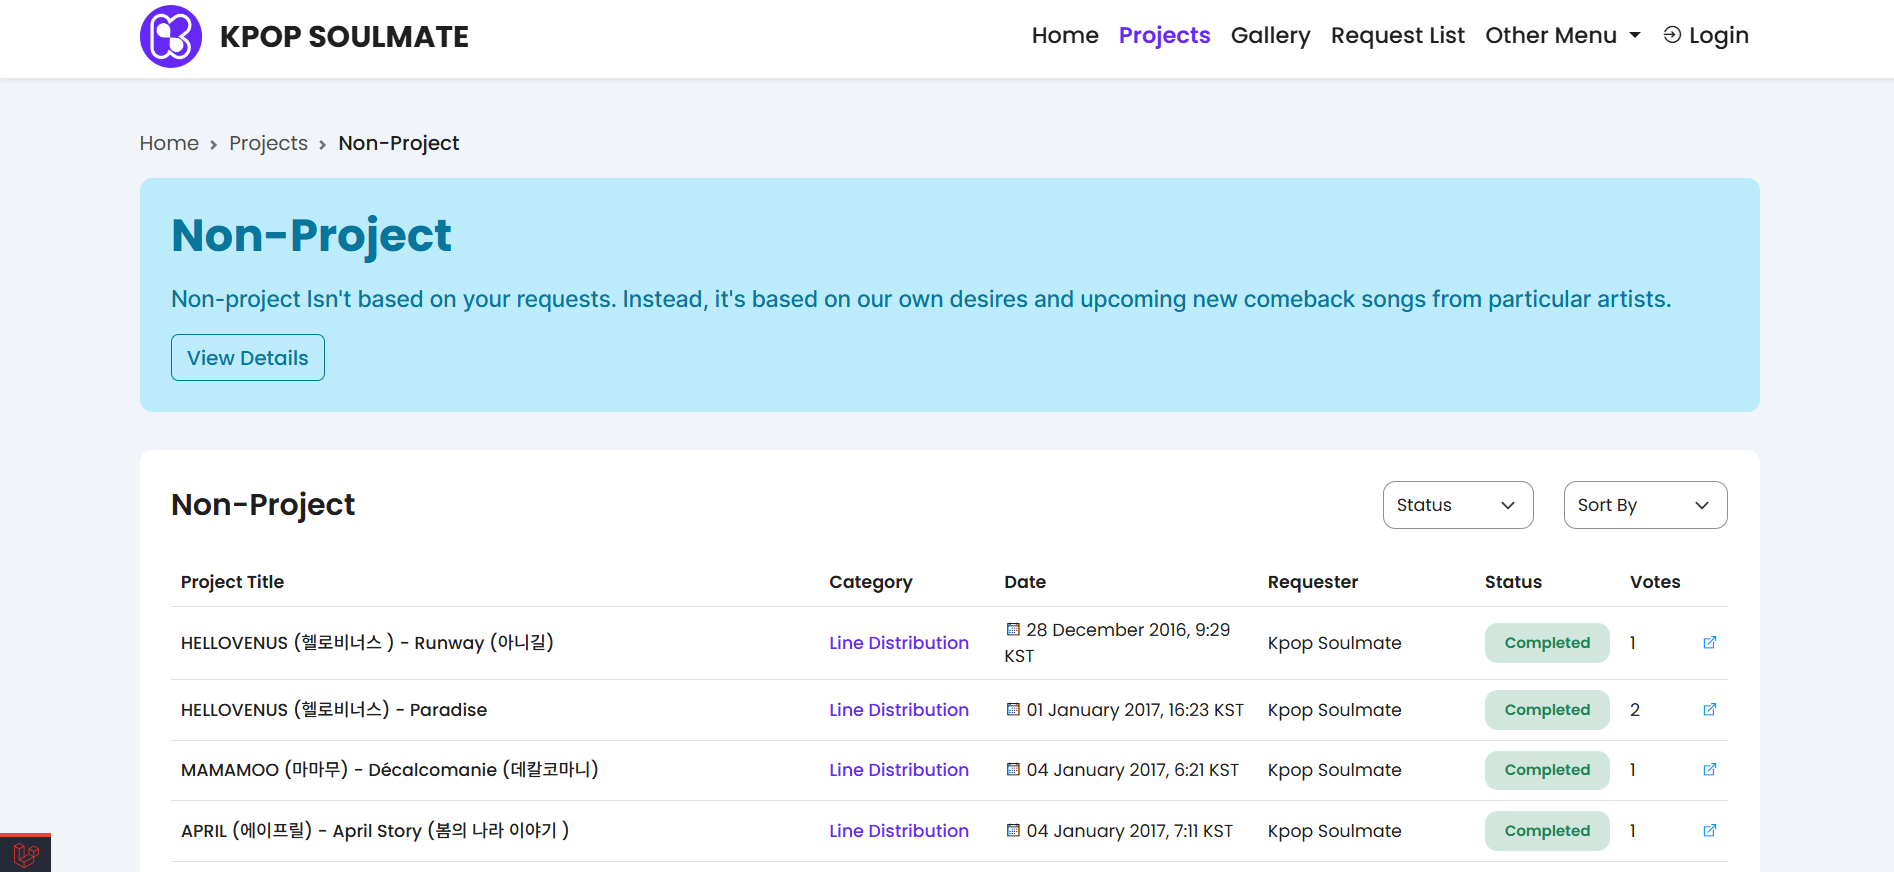 KPOP SOULMATE
Home Projects Gallery Request List Other Menu Login
Home › Projects › Non-Project
Non-Project
Non-project Isn't based on your requests. Instead, it's based on our own desires and upcoming new comeback songs from particular artists.
View Details
Non-Project
Status Sort By
Project Title Category Date Requester Status Votes
HELLOVENUS (헬로비너스 ) - Runway (아니길) Line Distribution 28 December 2016, 9:29 KST Kpop Soulmate Completed 1
HELLOVENUS (헬로비너스) - Paradise Line Distribution 01 January 2017, 16:23 KST Kpop Soulmate Completed 2
MAMAMOO (마마무) - Décalcomanie (데칼코마니) Line Distribution 04 January 2017, 6:21 KST Kpop Soulmate Completed 1
APRIL (에이프릴) - April Story (봄의 나라 이야기 ) Line Distribution 04 January 2017, 7:11 KST Kpop Soulmate Completed 1